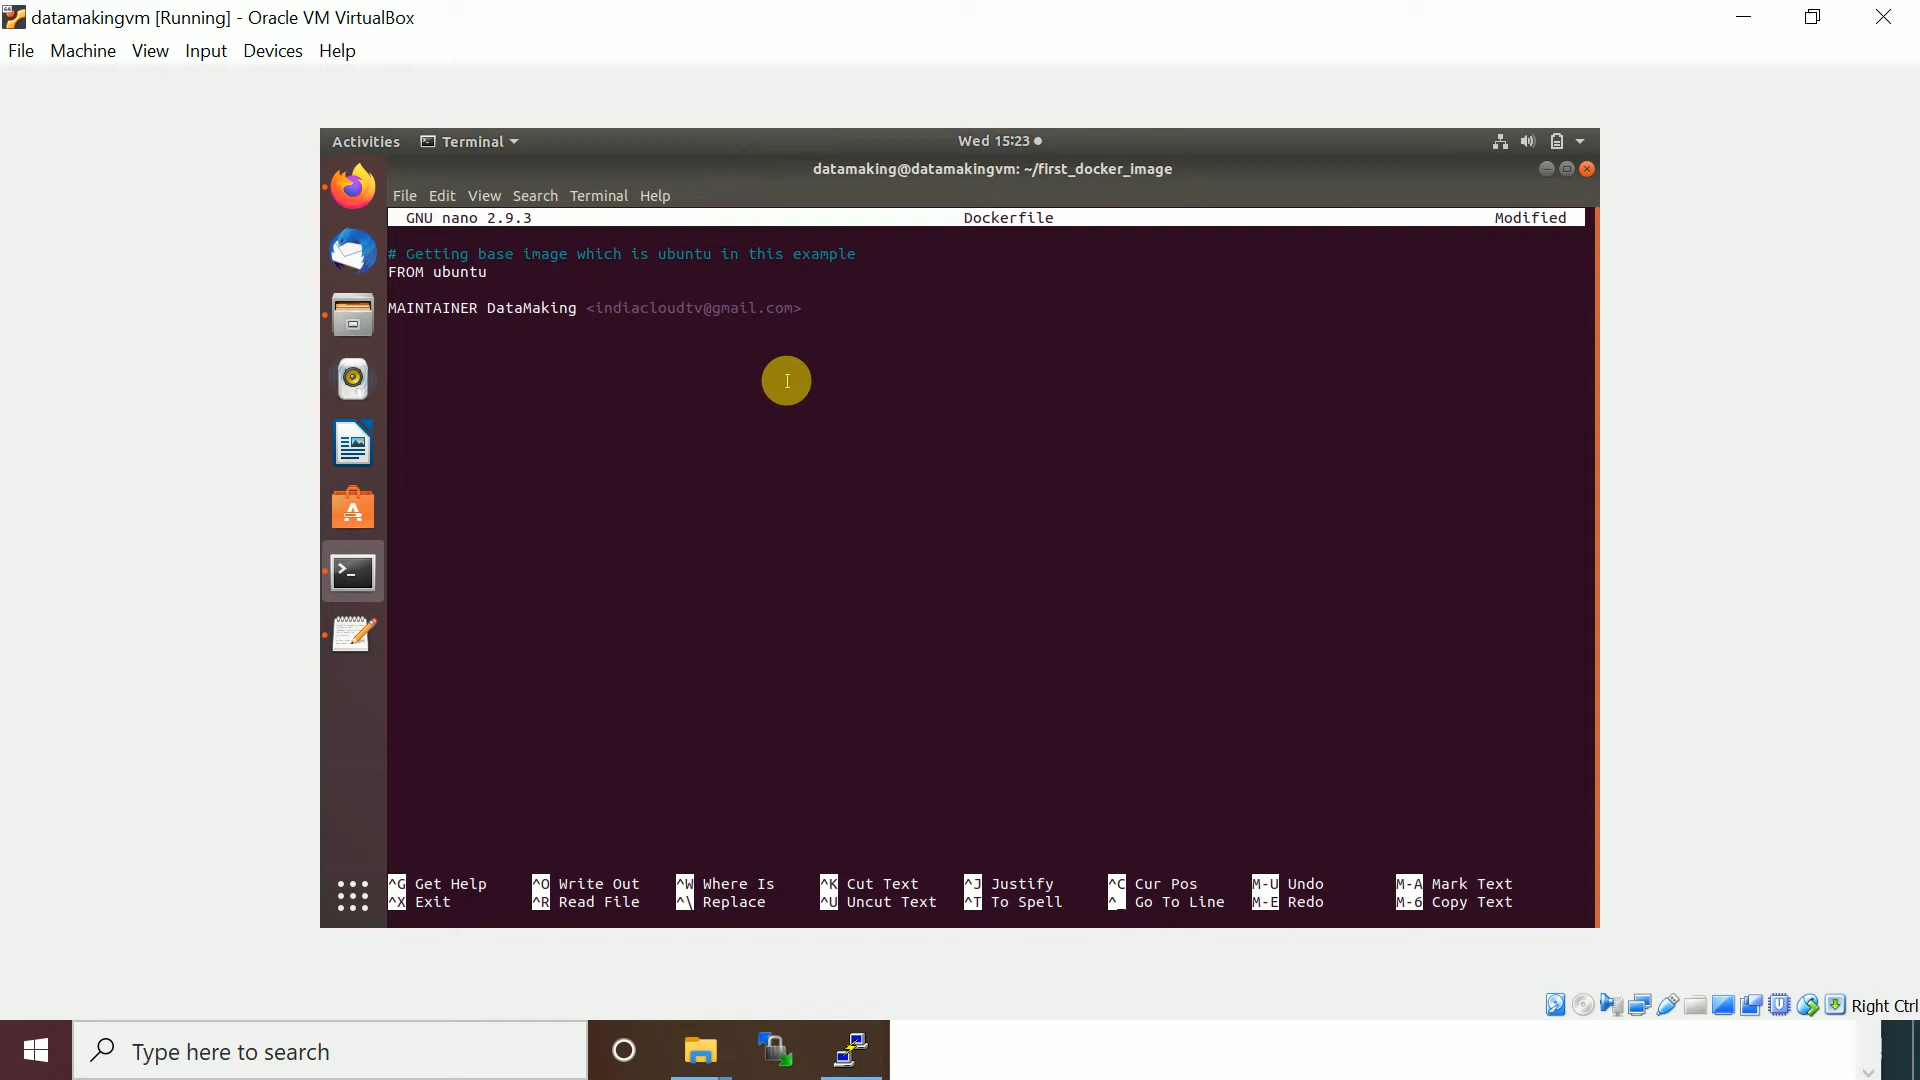 datamakingvm [Running] - Oracle VM VirtualBox
File Machine View Input Devices Help
Activities Terminal Wed 15:23
datamaking@datamakingvm: ~/first_docker_image
File Edit View Search Terminal Help
GNU nano 2.9.3 Dockerfile Modified
# Getting base image which is ubuntu in this example
FROM ubuntu
MAINTAINER DataMaking <indiacloudtv@gmail.com>
^G Get Help ^O Write Out ^W Where Is ^K Cut Text ^J Justify ^C Cur Pos M-U Undo M-A Mark Text
^X Exit ^R Read File ^\ Replace ^U Uncut Text ^T To Spell ^_ Go To Line M-E Redo M-6 Copy Text
Right Ctrl
Type here to search